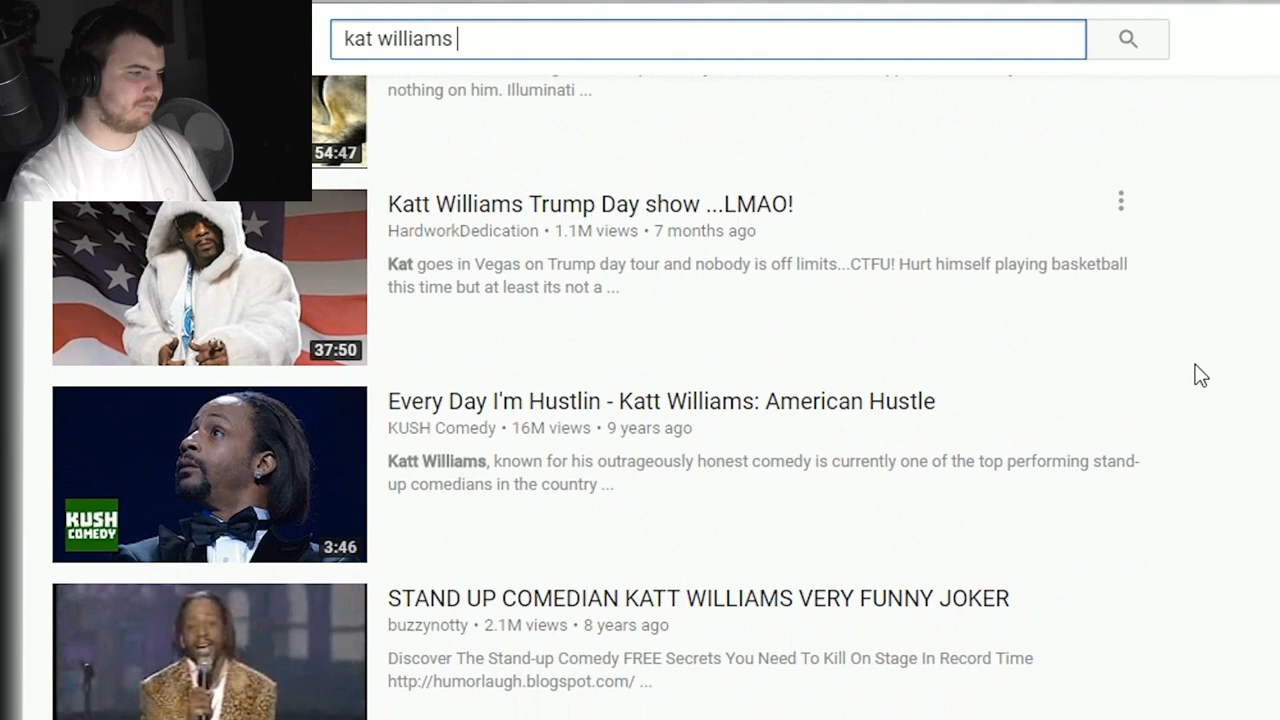 kat williams
nothing on him. Illuminati ...
54:47
Katt Williams Trump Day show ...LMAO!
HardworkDedication • 1.1M views • 7 months ago
Kat goes in Vegas on Trump day tour and nobody is off limits...CTFU! Hurt himself playing basketball
this time but at least its not a ...
37:50
Every Day I'm Hustlin - Katt Williams: American Hustle
KUSH Comedy • 16M views • 9 years ago
Katt Williams, known for his outrageously honest comedy is currently one of the top performing stand-
up comedians in the country ...
KUSH
COMEDY
3:46
STAND UP COMEDIAN KATT WILLIAMS VERY FUNNY JOKER
buzzynotty • 2.1M views • 8 years ago
Discover The Stand-up Comedy FREE Secrets You Need To Kill On Stage In Record Time
http://humorlaugh.blogspot.com/ ...